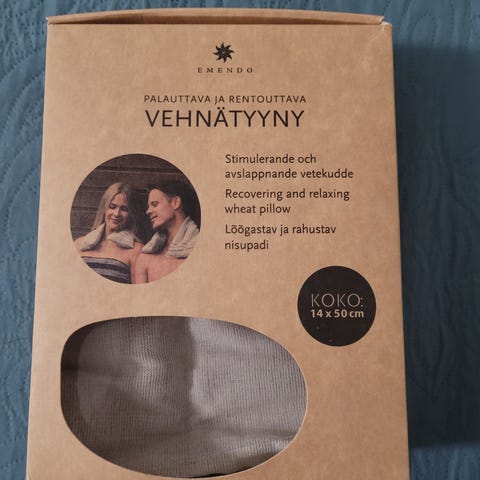 EMENDO
PALAUTTAVA JA RENTOUTTAVA
VEHNÄTYYNY
Stimulerande och
avslappnande vetekudde
Recovering and relaxing
wheat pillow
Lõõgastav ja rahustav
nisupadi
KOKO:
14 x 50 cm